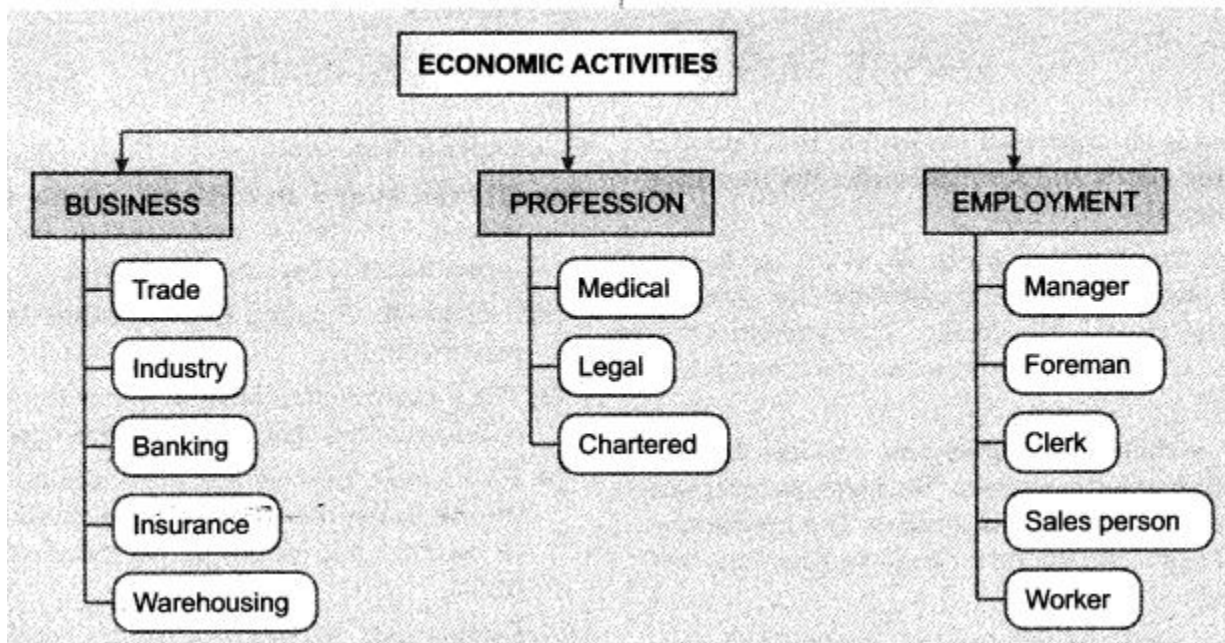 ECONOMIC ACTIVITIES
BUSINESS
Trade
Industry
Banking
Insurance
Warehousing
PROFESSION
Medical
Legal
Chartered
EMPLOYMENT
Manager
Foreman
Clerk
Sales person
Worker